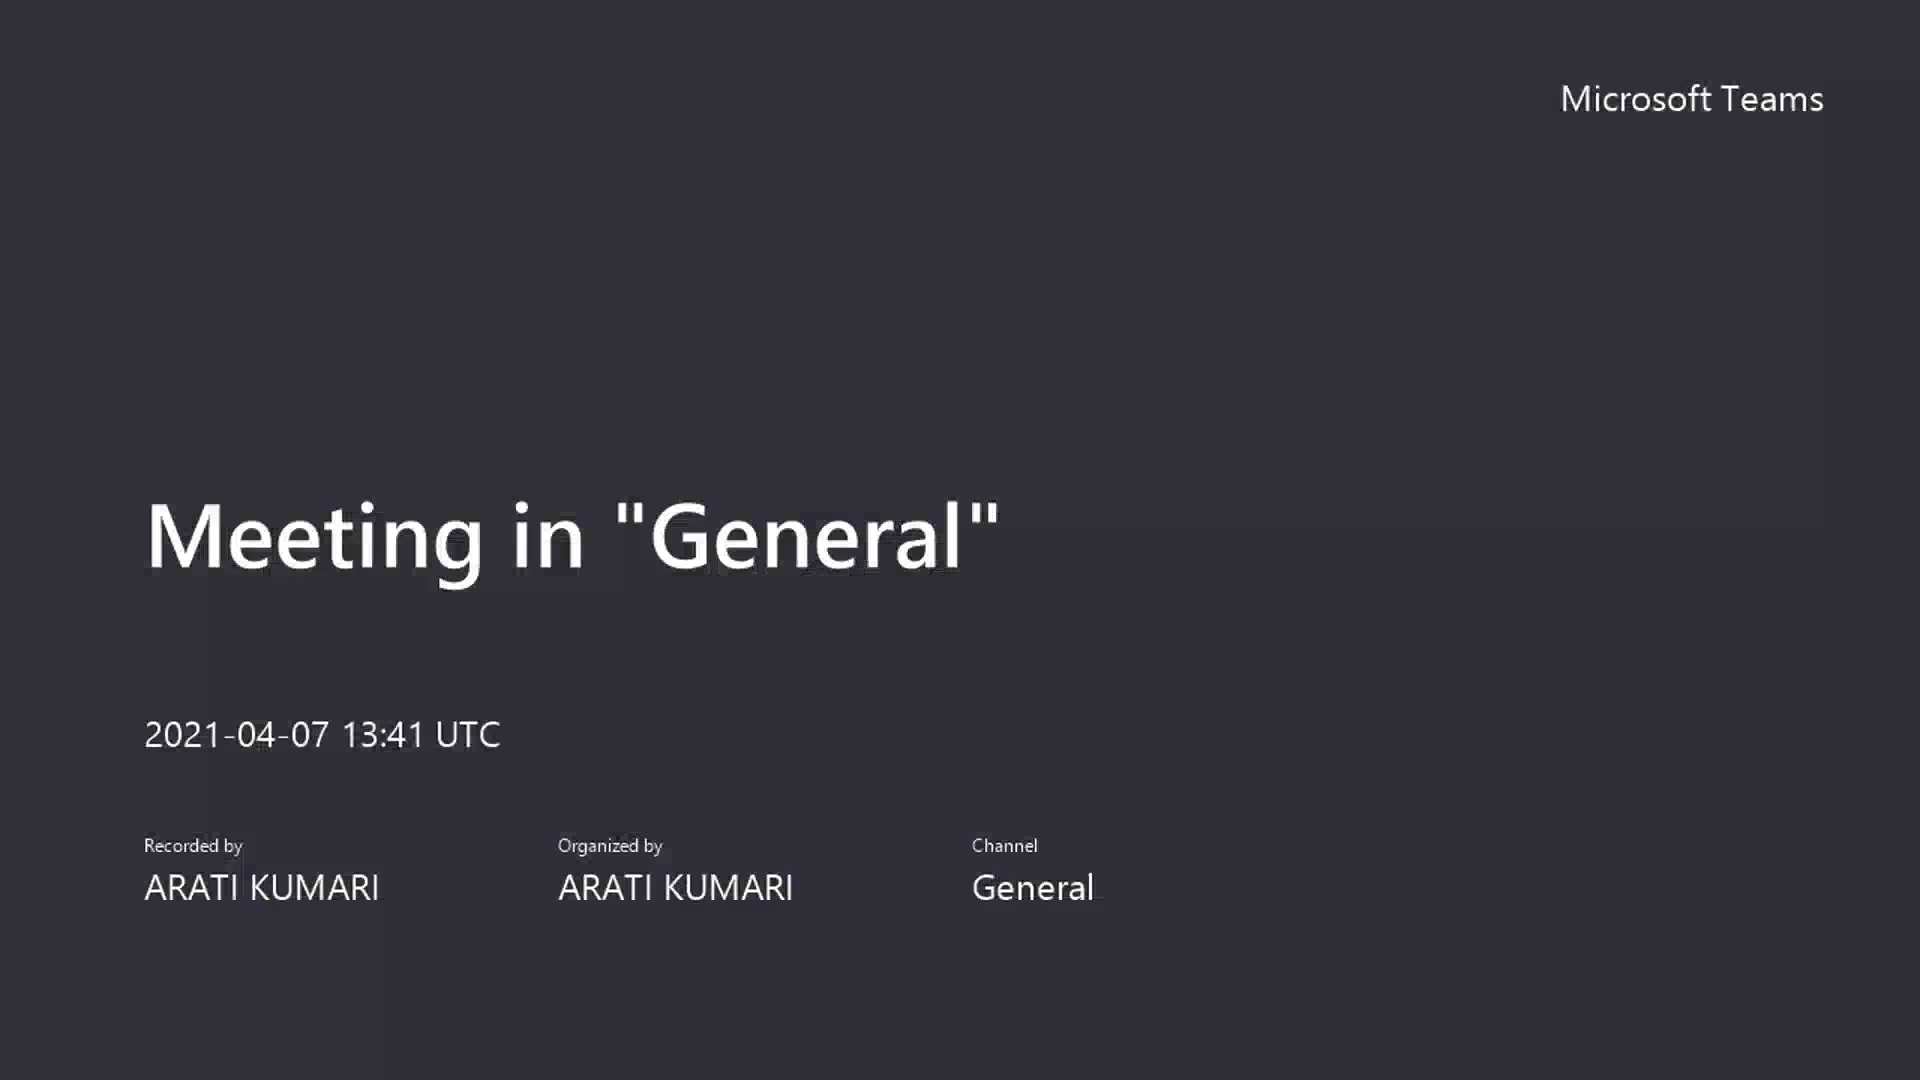 Microsoft Teams
Meeting in "General"
2021-04-07 13:41 UTC
Recorded by
ARATI KUMARI
Organized by
ARATI KUMARI
Channel
General